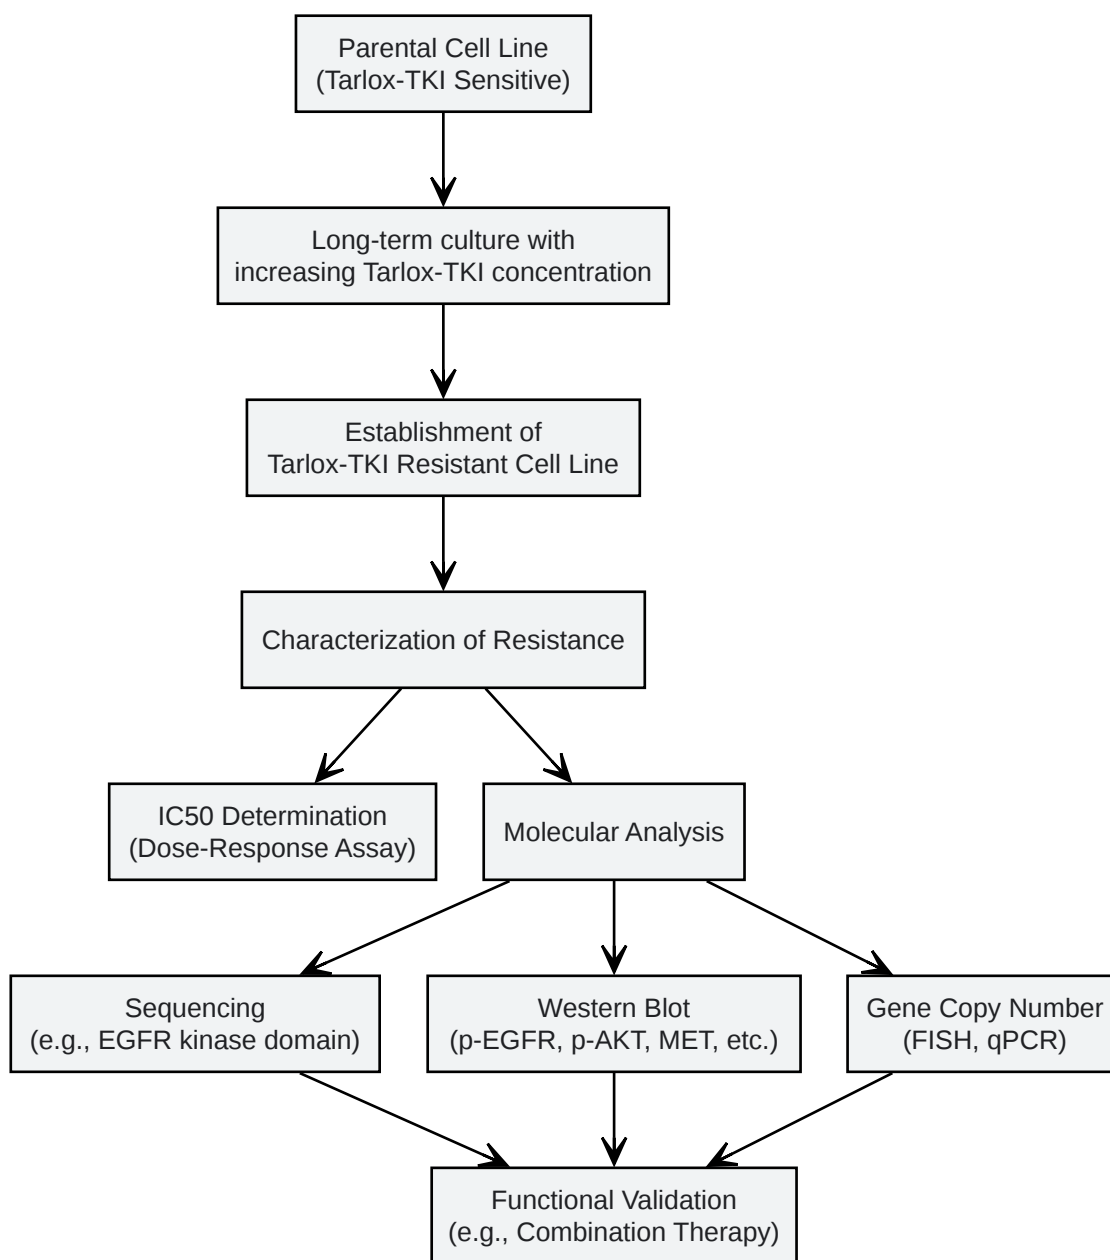 Parental Cell Line
(Tarlox-TKI Sensitive)
Long-term culture with
increasing Tarlox-TKI concentration
Establishment of
Tarlox-TKI Resistant Cell Line
Characterization of Resistance
IC50 Determination
(Dose-Response Assay)
Molecular Analysis
Sequencing
(e.g., EGFR kinase domain)
Western Blot
(p-EGFR, p-AKT, MET, etc.)
Gene Copy Number
(FISH, qPCR)
Functional Validation
(e.g., Combination Therapy)